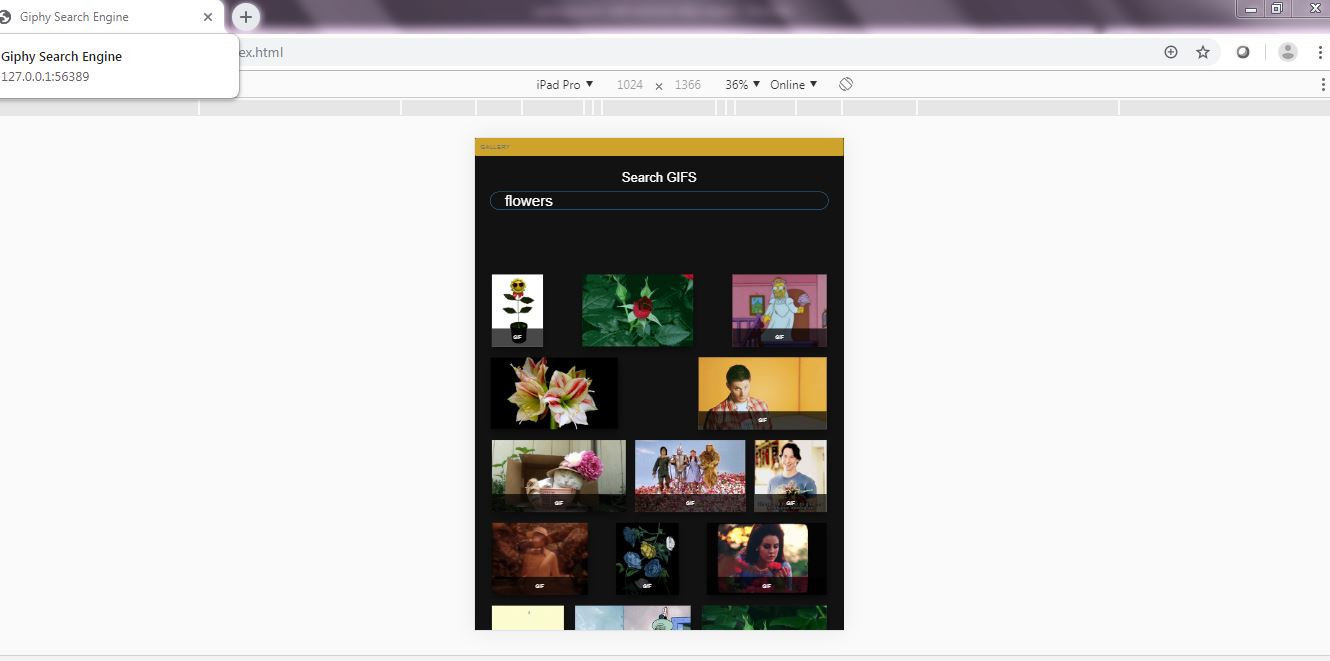 Giphy Search Engine
Giphy Search Engine
127.0.0.1:56389
ex.html
iPad Pro 1024 × 1366 36% Online
GALLERY
Search GIFS
flowers
GIF GIF
GIF
GIF GIF GIF
GIF GIF GIF